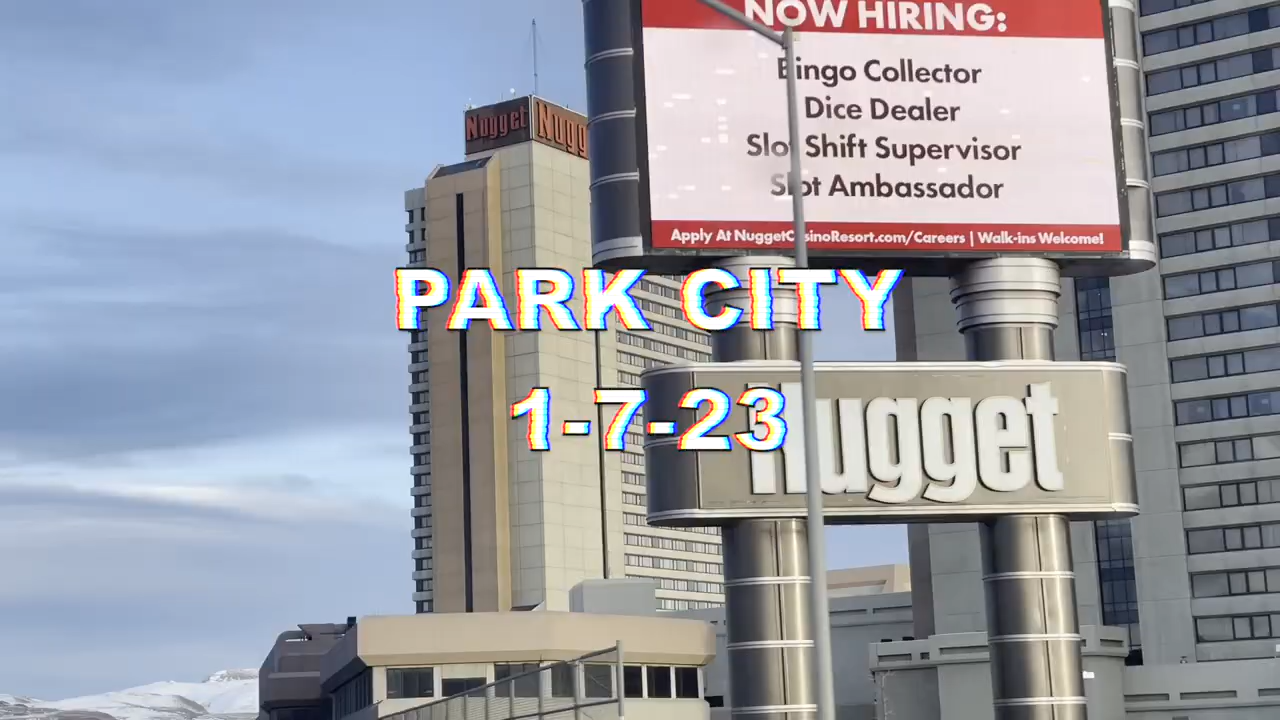 NOW HIRING:
Bingo Collector
Dice Dealer
Slot Shift Supervisor
Slot Ambassador
Apply At NuggetCasinoResort.com/Careers | Walk-ins Welcome!
Nugget Nugg
PARK CITY
1-7-23
Nugget